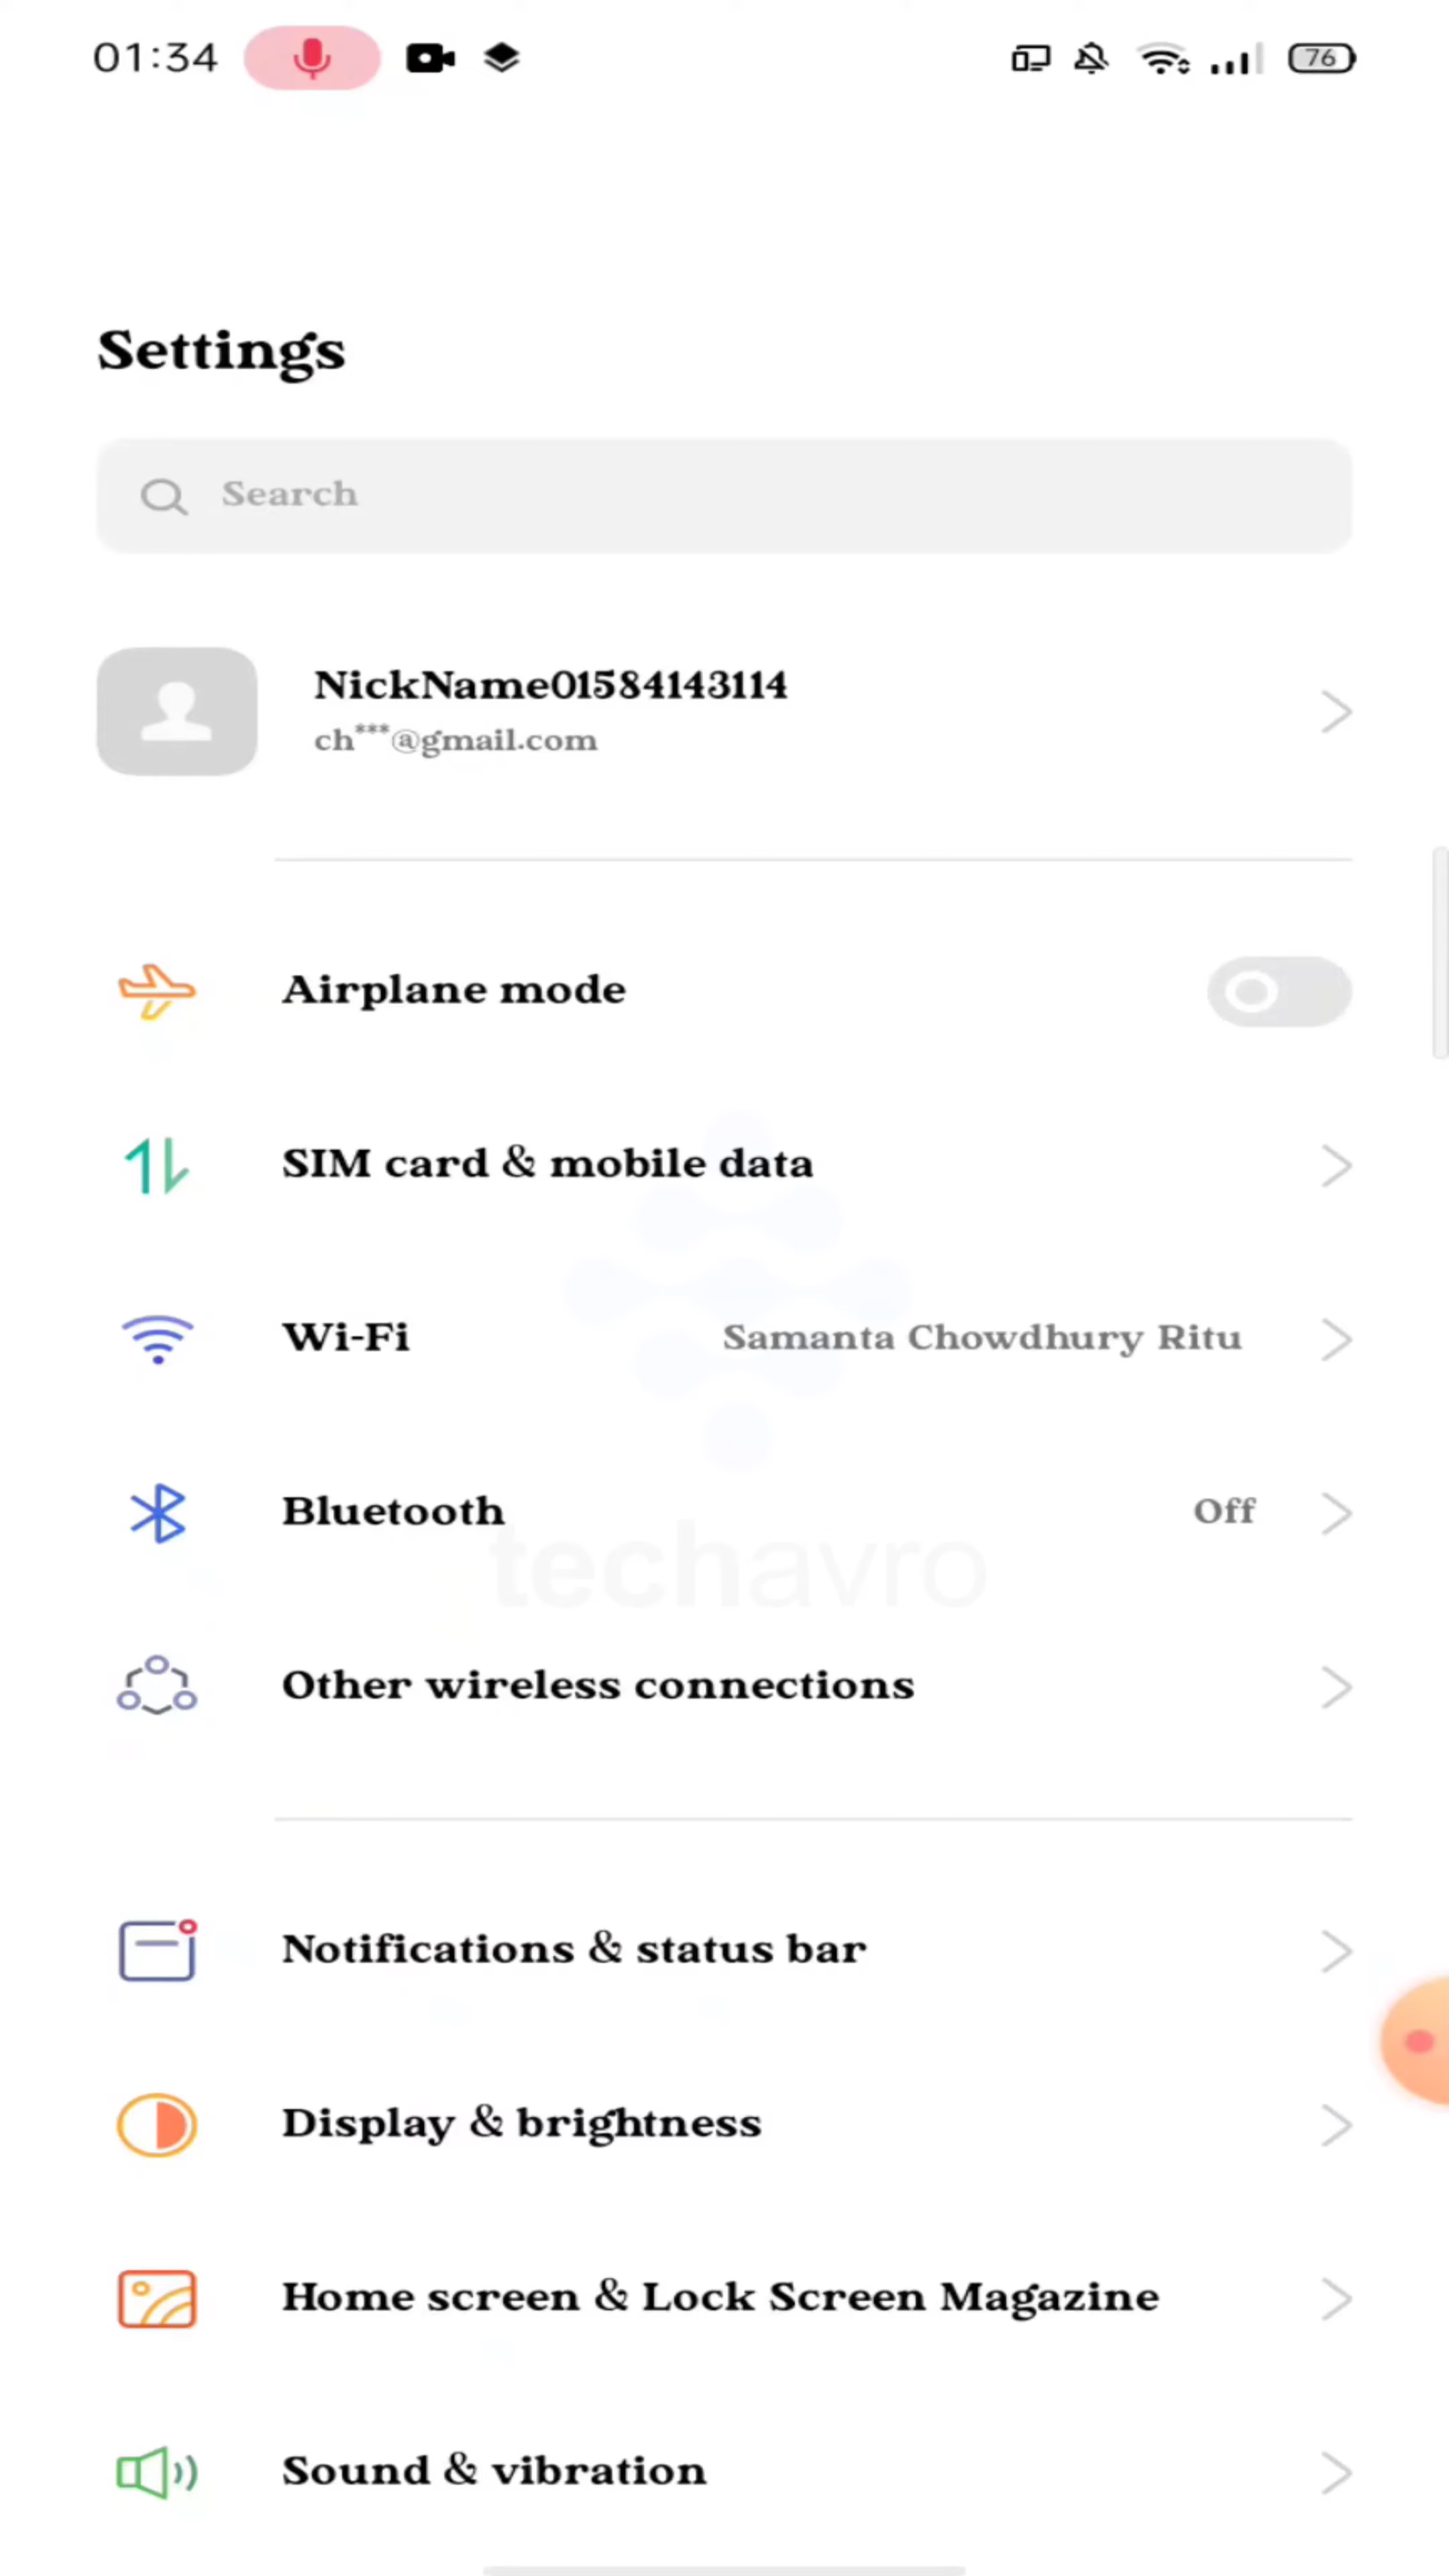 01:34
76
Settings
Search
NickName01584143114
ch***@gmail.com
Airplane mode
SIM card & mobile data
Wi-Fi Samanta Chowdhury Ritu
Bluetooth Off
techavro
Other wireless connections
Notifications & status bar
Display & brightness
Home screen & Lock Screen Magazine
Sound & vibration